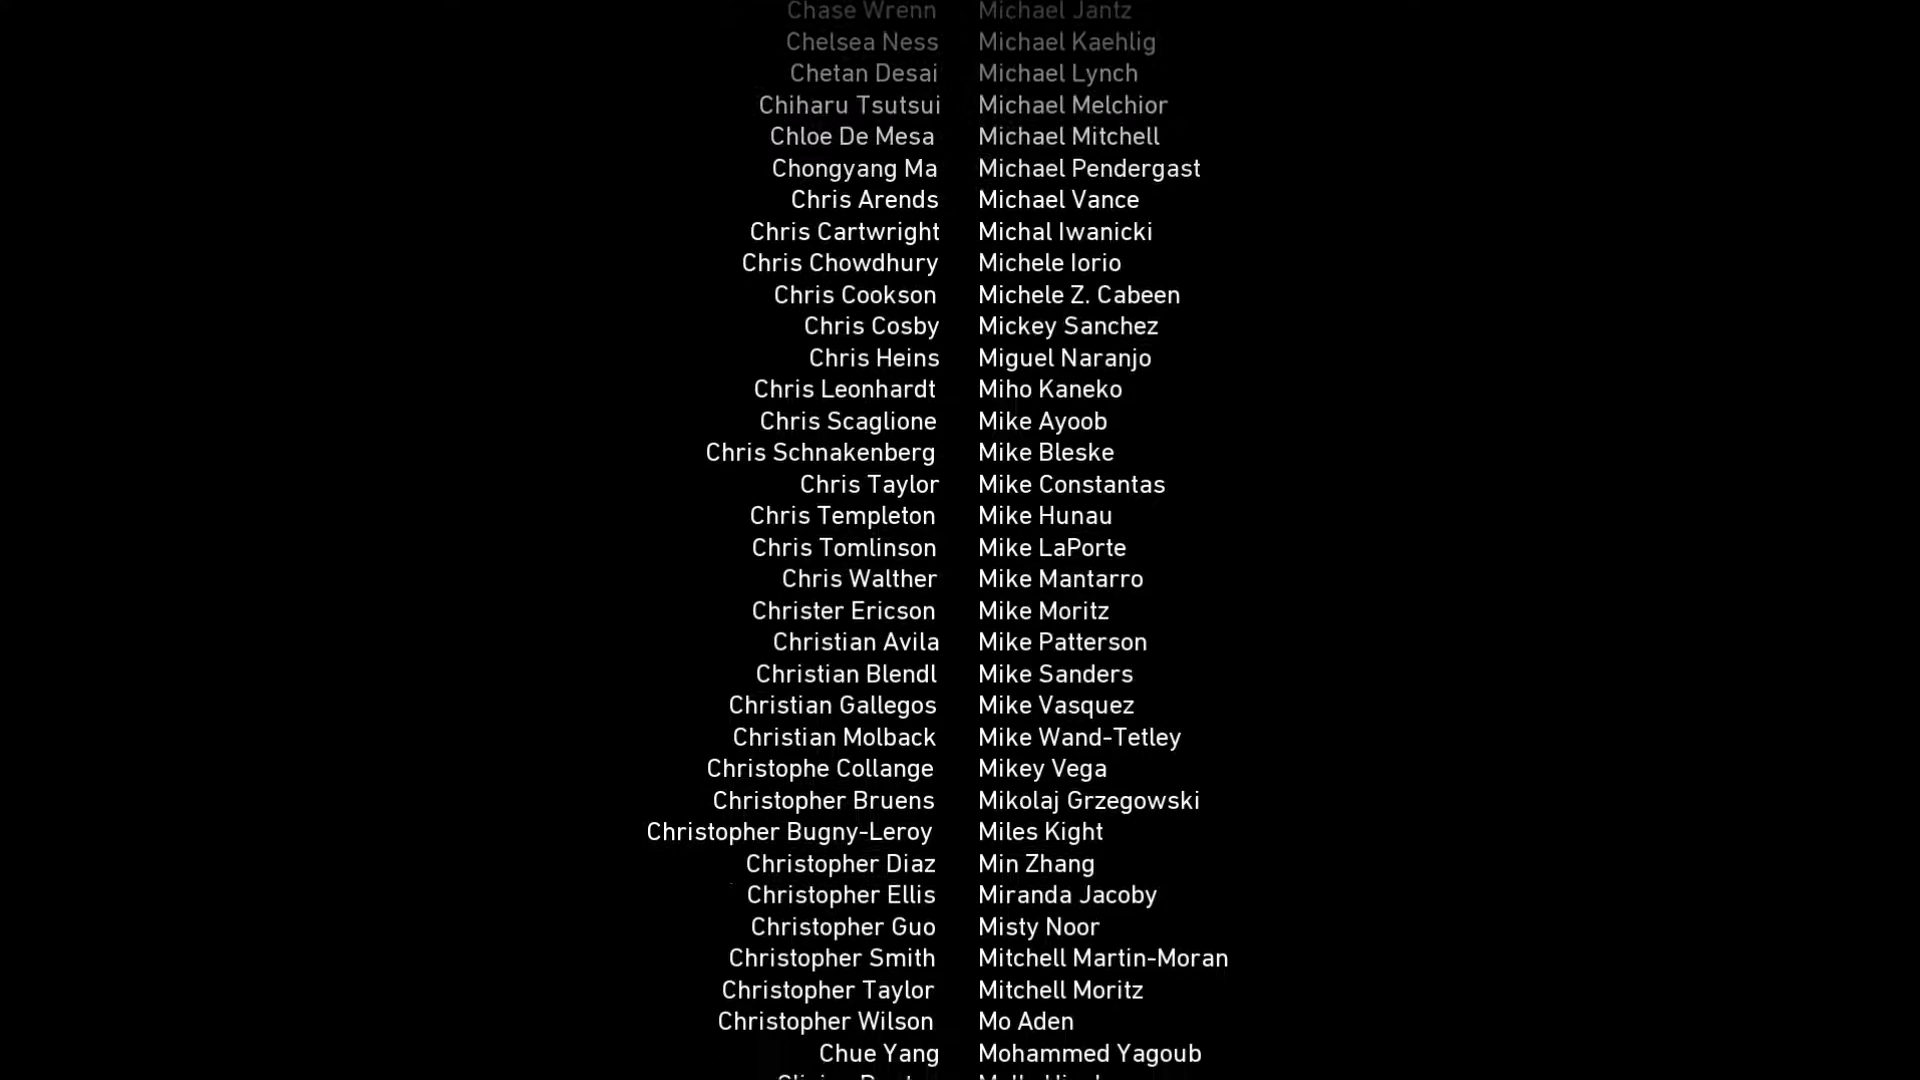 Chase Wrenn Michael Jantz
Chelsea Ness Michael Kaehlig
Chetan Desai Michael Lynch
Chiharu Tsutsui Michael Melchior
Chloe De Mesa Michael Mitchell
Chongyang Ma Michael Pendergast
Chris Arends Michael Vance
Chris Cartwright Michal Iwanicki
Chris Chowdhury Michele Iorio
Chris Cookson Michele Z. Cabeen
Chris Cosby Mickey Sanchez
Chris Heins Miguel Naranjo
Chris Leonhardt Miho Kaneko
Chris Scaglione Mike Ayoob
Chris Schnakenberg Mike Bleske
Chris Taylor Mike Constantas
Chris Templeton Mike Hunau
Chris Tomlinson Mike LaPorte
Chris Walther Mike Mantarro
Christer Ericson Mike Moritz
Christian Avila Mike Patterson
Christian Blendl Mike Sanders
Christian Gallegos Mike Vasquez
Christian Molback Mike Wand-Tetley
Christophe Collange Mikey Vega
Christopher Bruens Mikolaj Grzegowski
Christopher Bugny-Leroy Miles Kight
Christopher Diaz Min Zhang
Christopher Ellis Miranda Jacoby
Christopher Guo Misty Noor
Christopher Smith Mitchell Martin-Moran
Christopher Taylor Mitchell Moritz
Christopher Wilson Mo Aden
Chue Yang Mohammed Yagoub